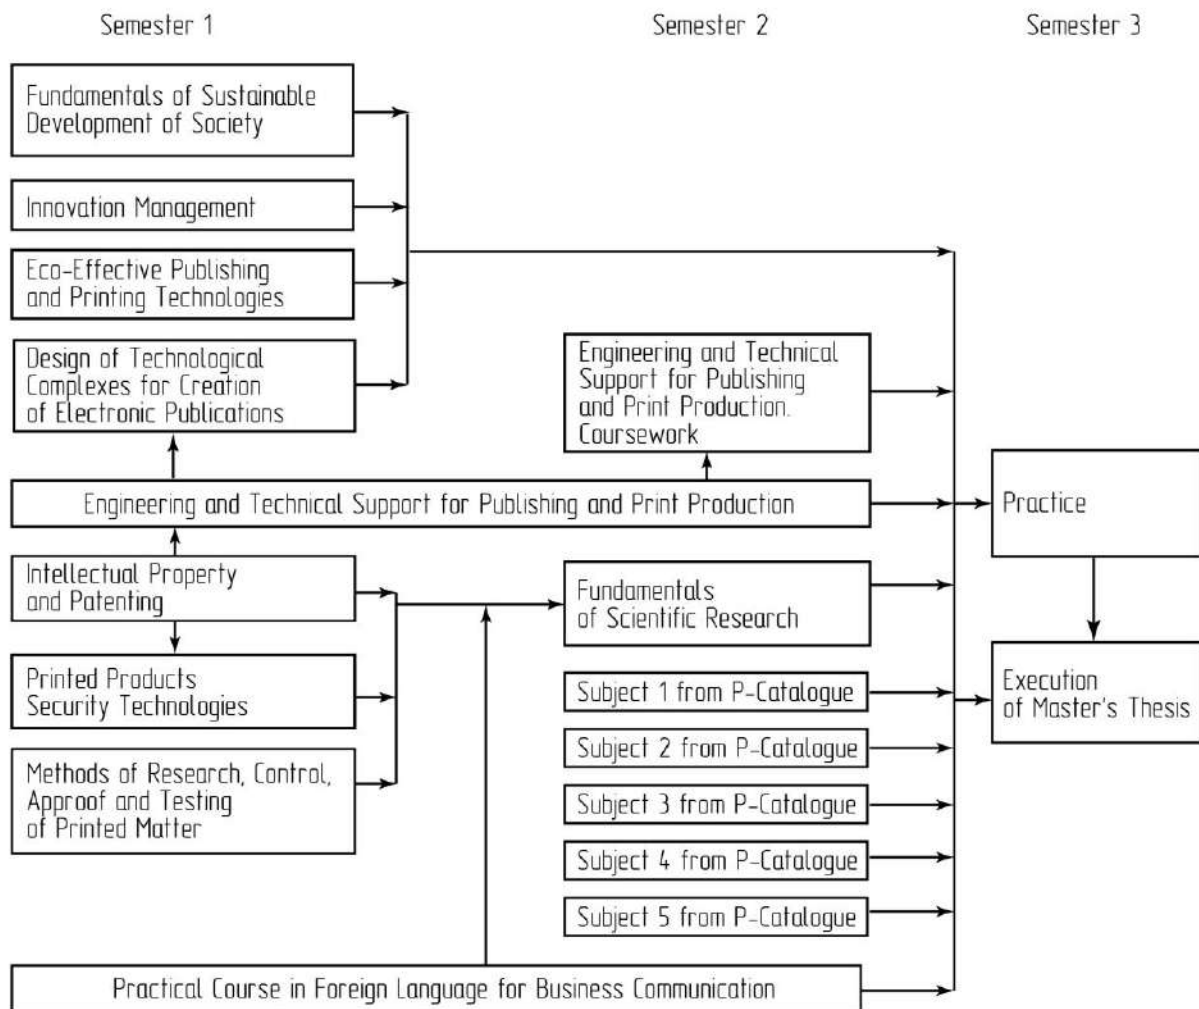 Semester 1
Semester 2
Semester 3
Fundamentals of Sustainable
Development of Society
Innovation Management
Eco-Effective Publishing
and Printing Technologies
Design of Technological
Complexes for Creation
of Electronic Publications
Engineering and Technical
Support for Publishing
and Print Production.
Coursework
Engineering and Technical Support for Publishing and Print Production
Practice
Intellectual Property
and Patenting
Fundamentals
of Scientific Research
Printed Products
Security Technologies
Subject 1 from P-Catalogue
Execution
of Master's Thesis
Subject 2 from P-Catalogue
Methods of Research, Control,
Approof and Testing
of Printed Matter
Subject 3 from P-Catalogue
Subject 4 from P-Catalogue
Subject 5 from P-Catalogue
Practical Course in Foreign Language for Business Communication